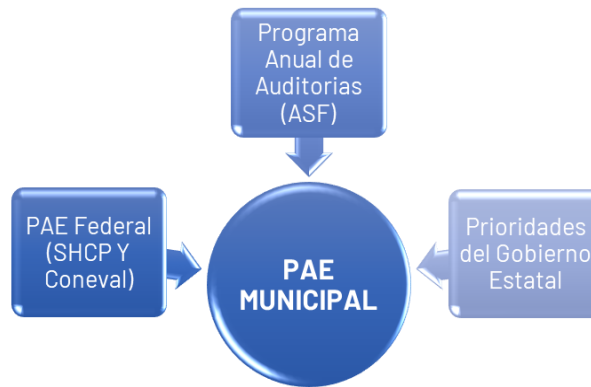 Programa
Anual de
Auditorias
(ASF)
PAE Federal
(SHCP Y
Coneval)
PAE
MUNICIPAL
Prioridades
del Gobierno
Estatal